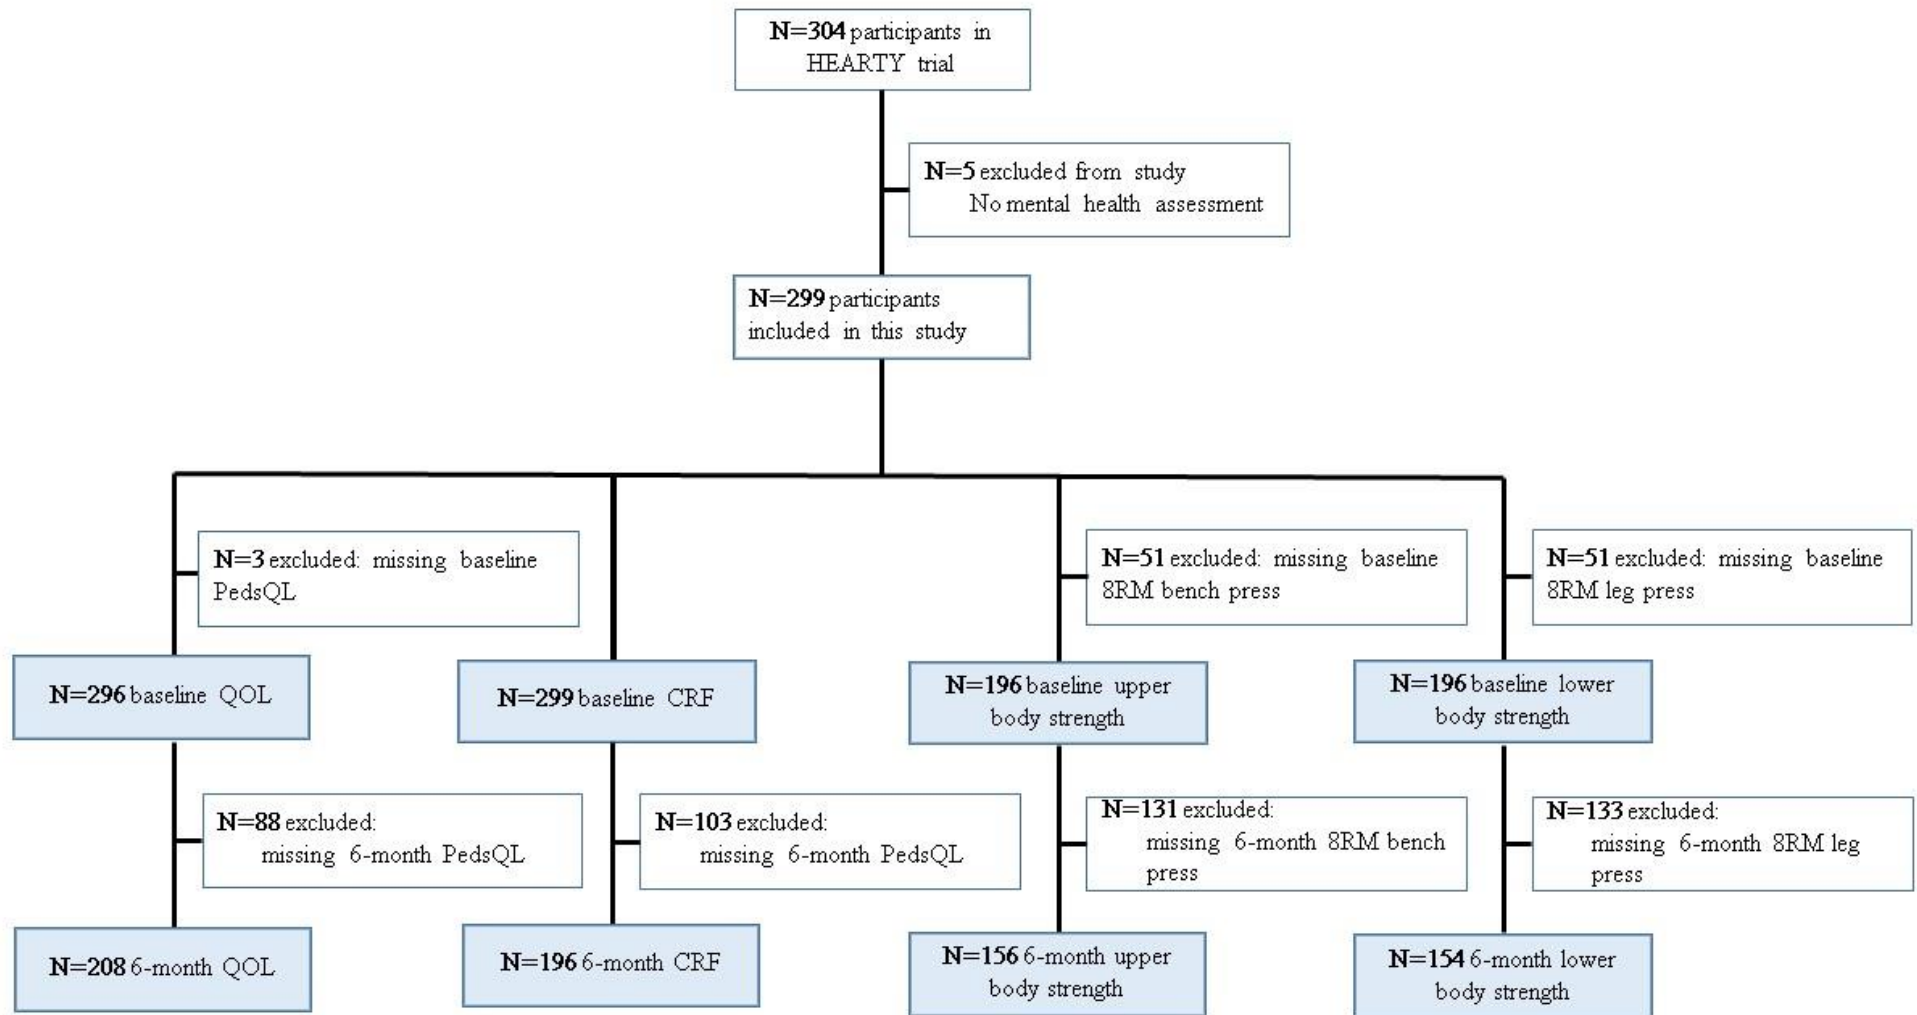 N=304 participants in
HEARTY trial
N=5 excluded from study
No mental health assessment
N=299 participants
included in this study
N=3 excluded: missing baseline
PedsQL
N=51 excluded: missing baseline
8RM bench press
N=51 excluded: missing baseline
8RM leg press
N=296 baseline QOL
N=299 baseline CRF
N=196 baseline upper
body strength
N=196 baseline lower
body strength
N=88 excluded:
missing 6-month PedsQL
N=103 excluded:
missing 6-month PedsQL
N=131 excluded:
missing 6-month 8RM bench
press
N=133 excluded:
missing 6-month 8RM leg
press
N=208 6-month QOL
N=196 6-month CRF
N=156 6-month upper
body strength
N=154 6-month lower
body strength